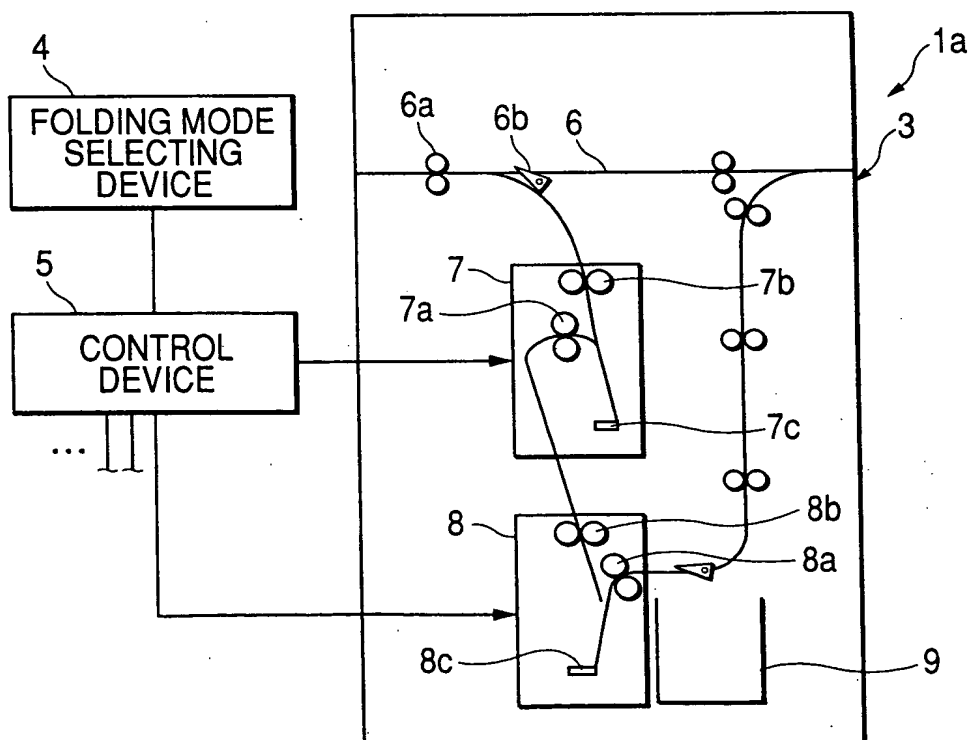 1a
4
FOLDING MODE
SELECTING
DEVICE
6a
6b
6
3
5
CONTROL
DEVICE
...
7
7a
7b
7c
8
8b
8a
8c
9